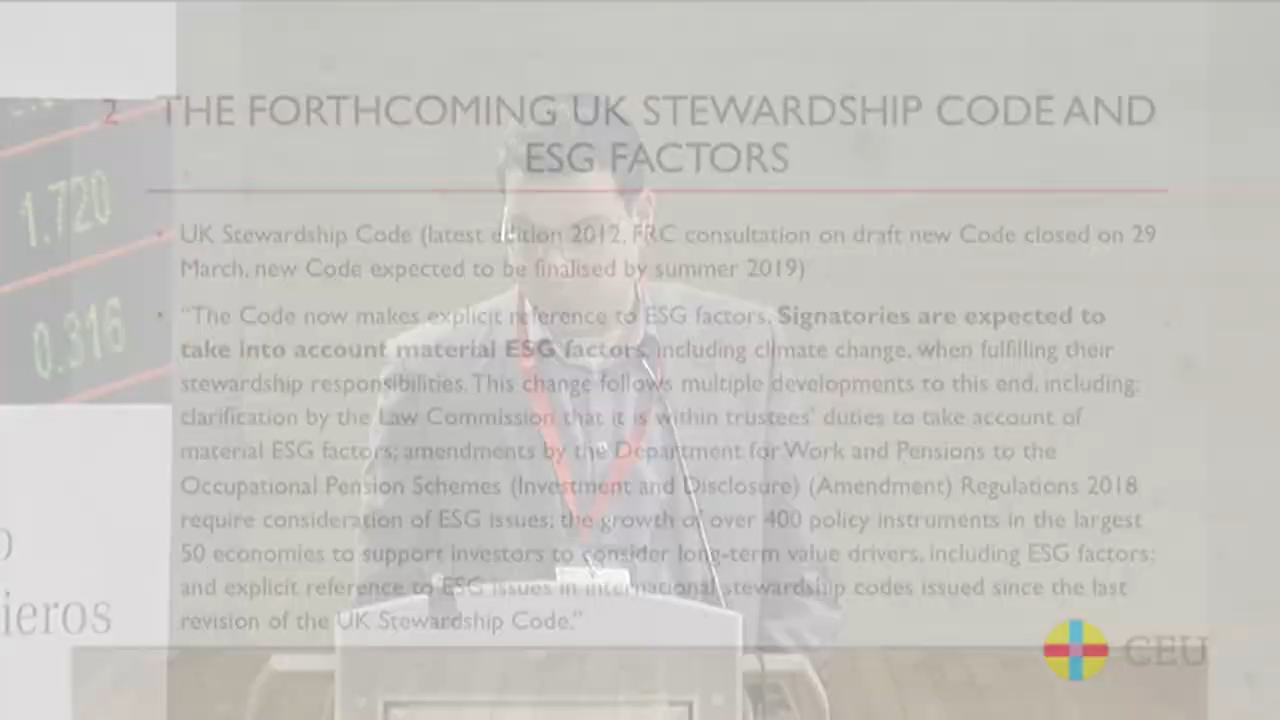 2 THE FORTHCOMING UK STEWARDSHIP CODE AND
ESG FACTORS
1.720
0.316
• UK Stewardship Code (latest edition 2012, FRC consultation on draft new Code closed on 29
March, new Code expected to be finalised by summer 2019)
• “The Code now makes explicit reference to ESG factors. Signatories are expected to
take into account material ESG factors, including climate change, when fulfilling their
stewardship responsibilities. This change follows multiple developments to this end, including:
clarification by the Law Commission that it is within trustees’ duties to take account of
material ESG factors; amendments by the Department for Work and Pensions to the
Occupational Pension Schemes (Investment and Disclosure) (Amendment) Regulations 2018
require consideration of ESG issues; the growth of over 400 policy instruments in the largest
50 economies to support investors to consider long-term value drivers, including ESG factors;
and explicit reference to ESG issues in international stewardship codes issued since the last
revision of the UK Stewardship Code.”
ieros
CEU